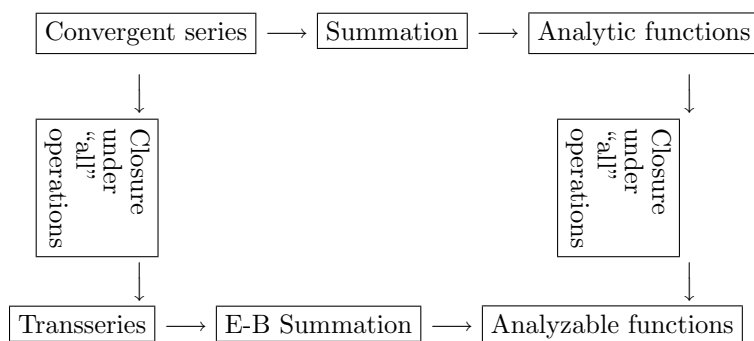 Convergent series
Summation
Analytic functions
Closure
under
“all”
operations
Closure
under
“all”
operations
Transseries
E-B Summation
Analyzable functions